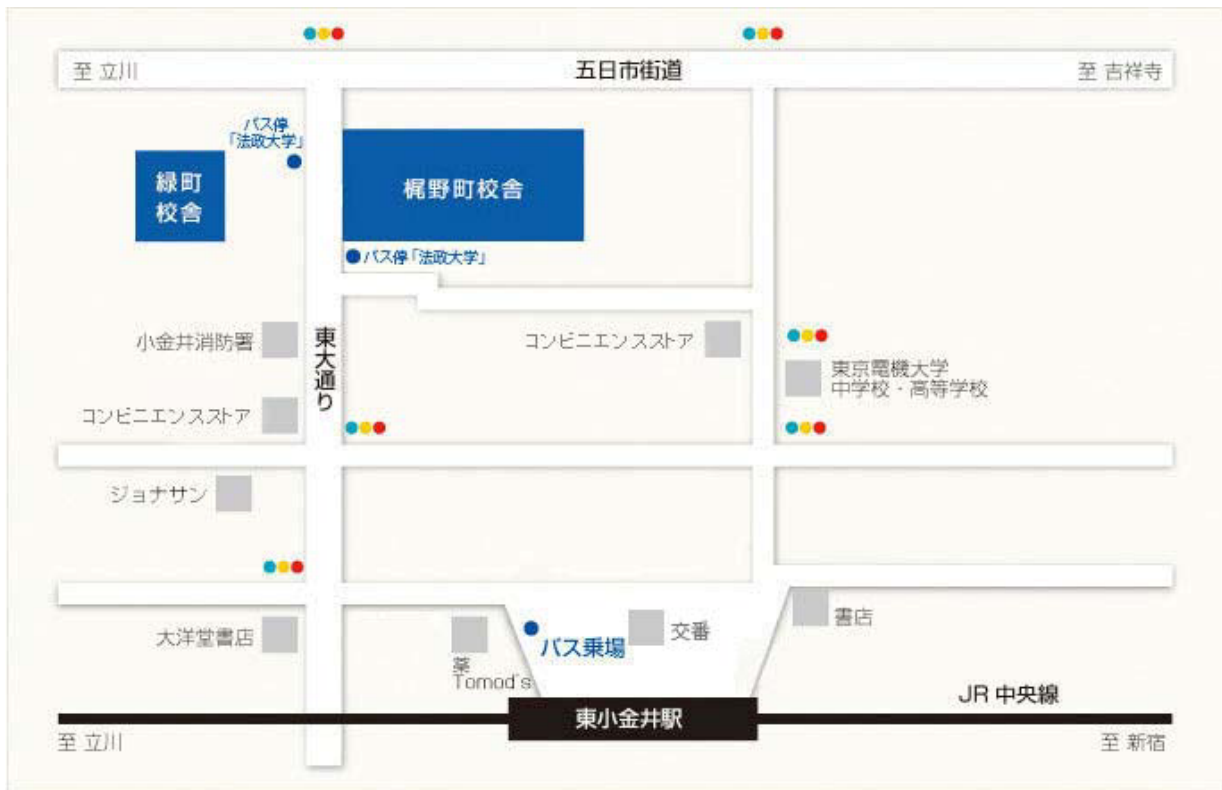 至 立川
五日市街道
至 吉祥寺
バス停
「法政大学」
緑町
校舎
梶野町校舎
バス停「法政大学」
小金井消防署
東大通り
コンビニエンスストア
東京電機大学
中学校・高等学校
コンビニエンスストア
ジョナサン
大洋堂書店
薬
Tomod's
バス乗場
交番
書店
JR 中央線
東小金井駅
至 立川
至 新宿